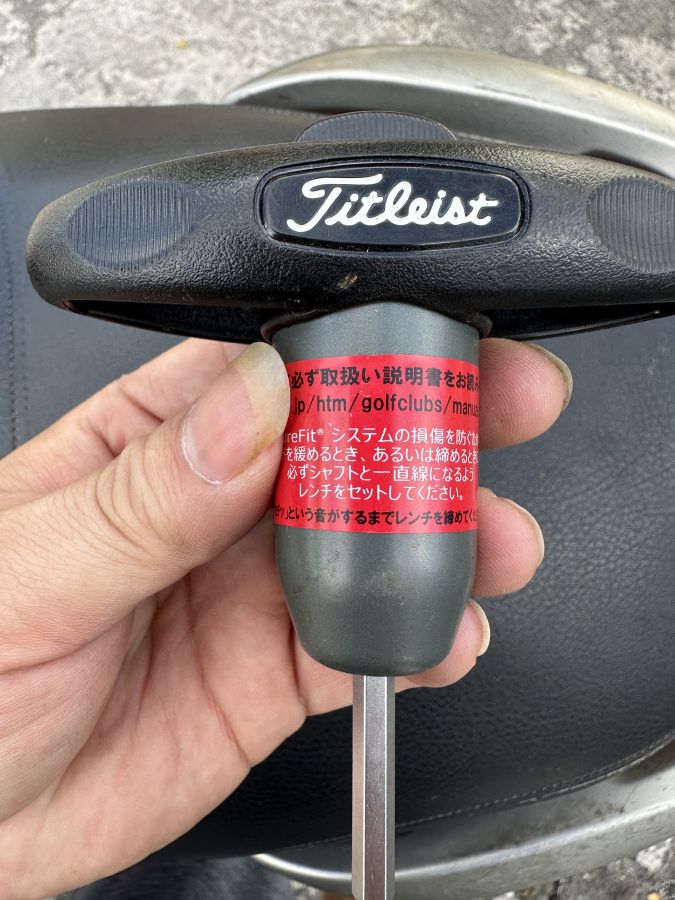 Titleist
必ず取扱い説明書をお読み
.jp/htm/golfclubs/manua
ureFit® システムの損傷を防ぐため
を緩めるとき、あるいは締めるとき
必ずシャフトと一直線になるよう
レンチをセットしてください。
」という音がするまでレンチを締めてくだ